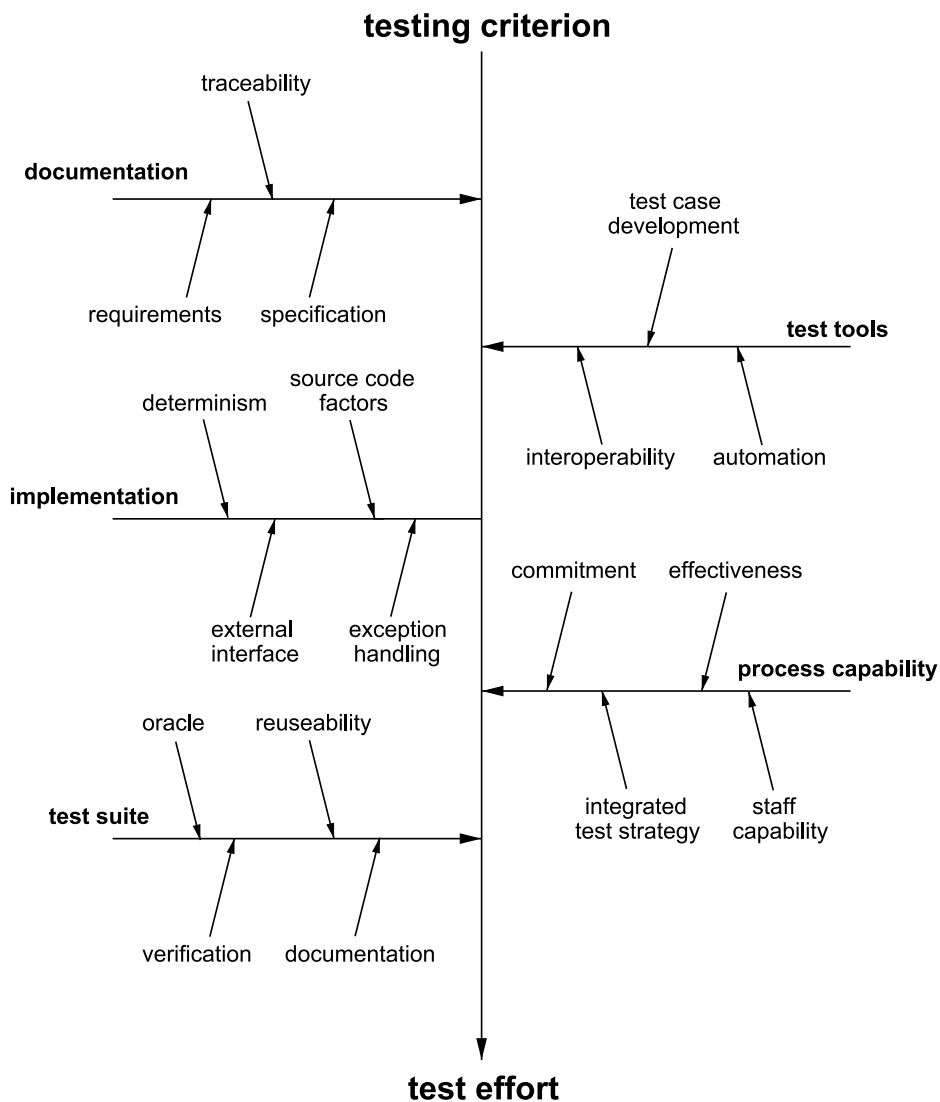 testing criterion
traceability
documentation
requirements
specification
test case
development
test tools
interoperability
automation
determinism
source code
factors
implementation
external
interface
exception
handling
commitment
effectiveness
process capability
integrated
test strategy
staff
capability
oracle
reuseability
test suite
verification
documentation
test effort